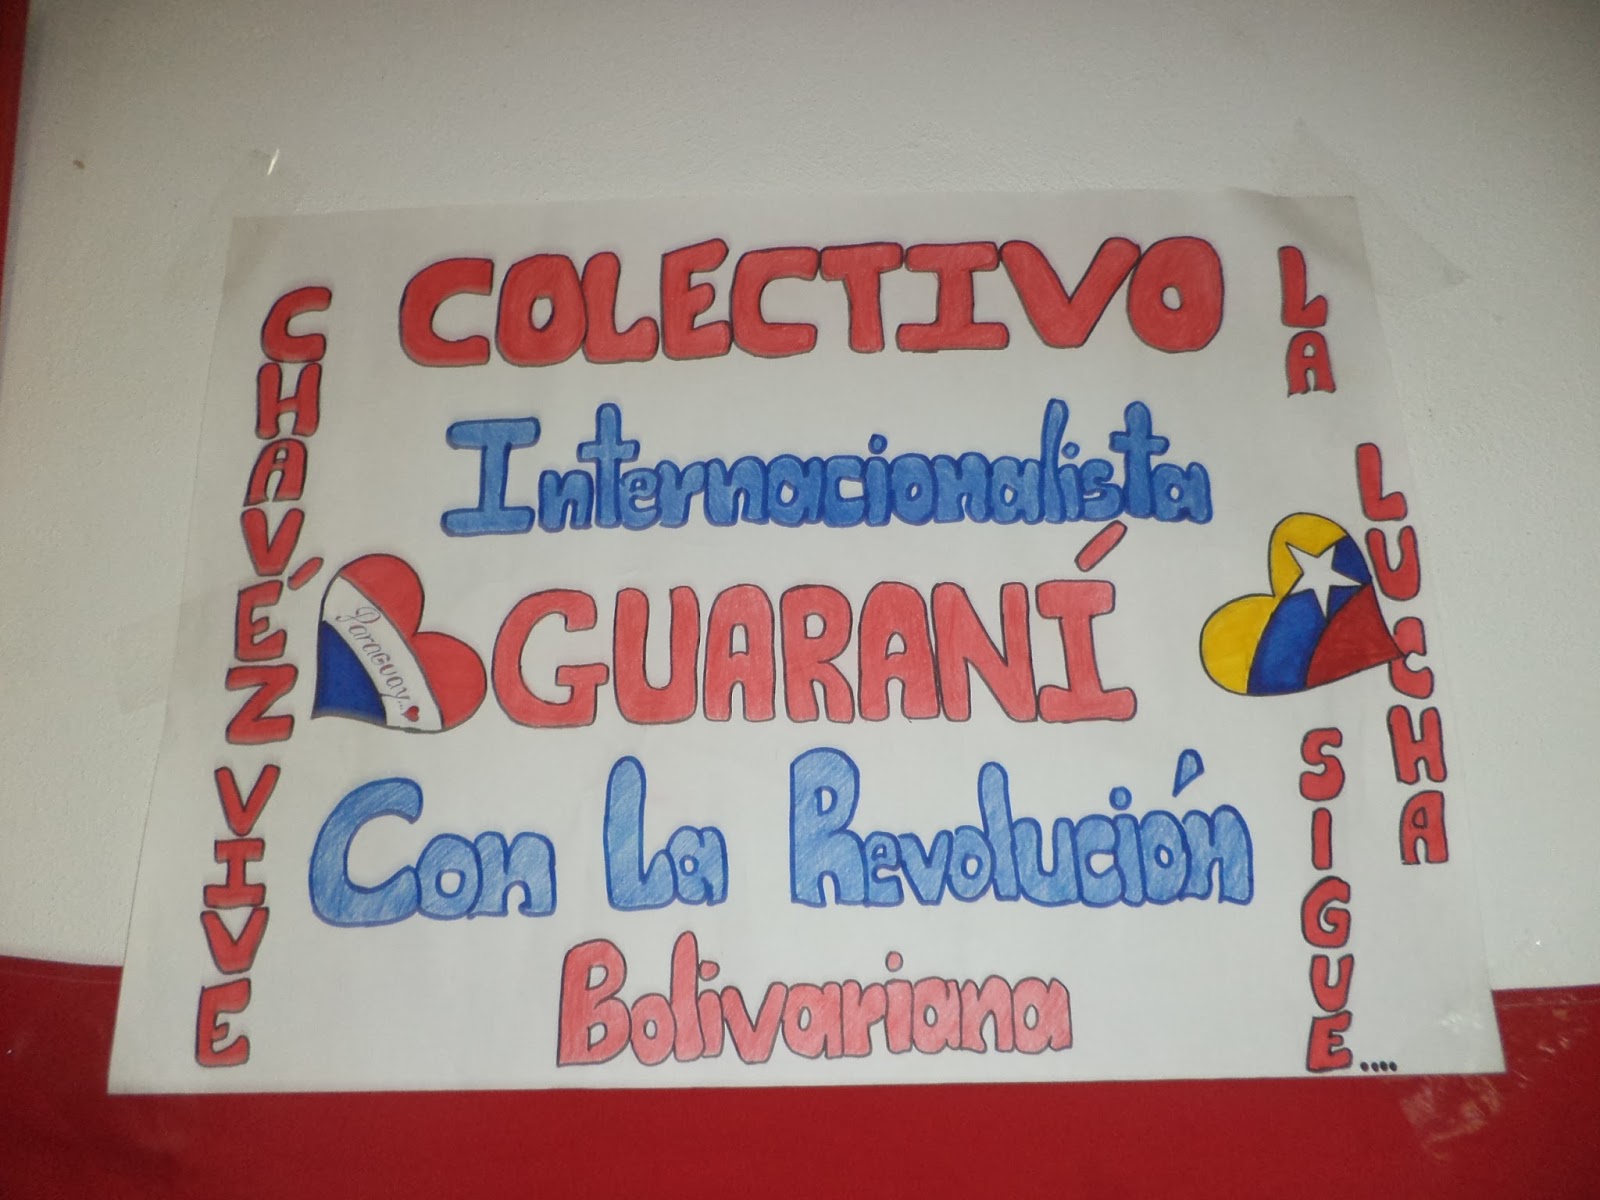 CHAVÉZ VIVE
COLECTIVO
Internacionalista
GUARANÍ
Paraguay...
Con La Revolución
Bolivariana
LA LUCHA SIGUE....